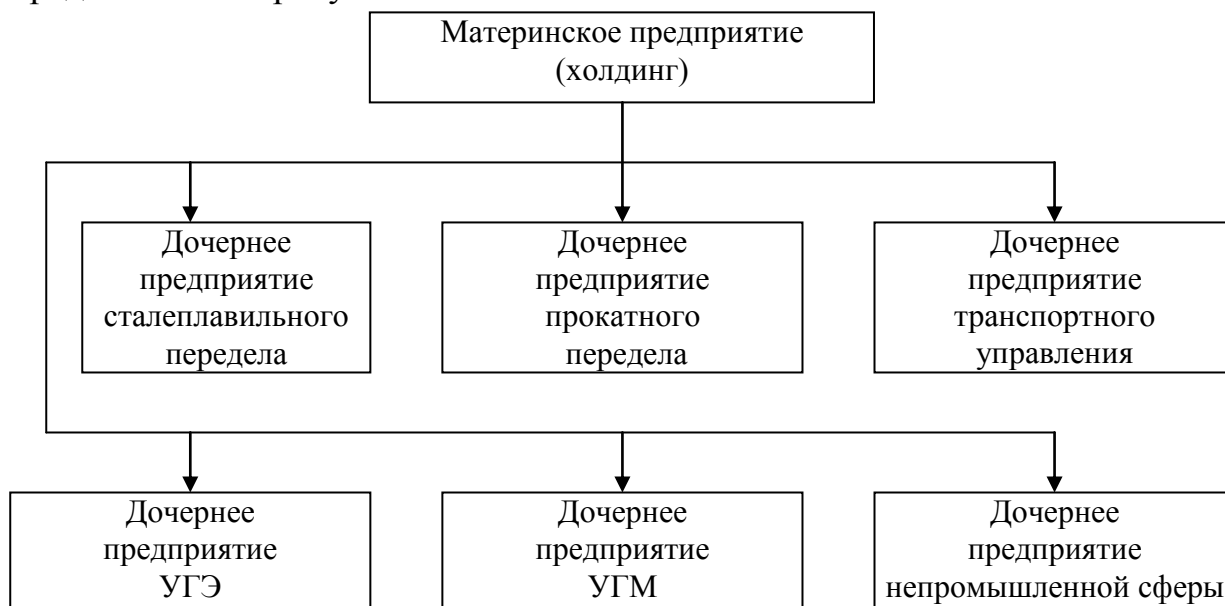 Материнское предприятие
(холдинг)
Дочернее
предприятие
сталеплавильного
передела
Дочернее
предприятие
прокатного
передела
Дочернее
предприятие
транспортного
управления
Дочернее
предприятие
УГЭ
Дочернее
предприятие
УГМ
Дочернее
предприятие
непромышленной сферы